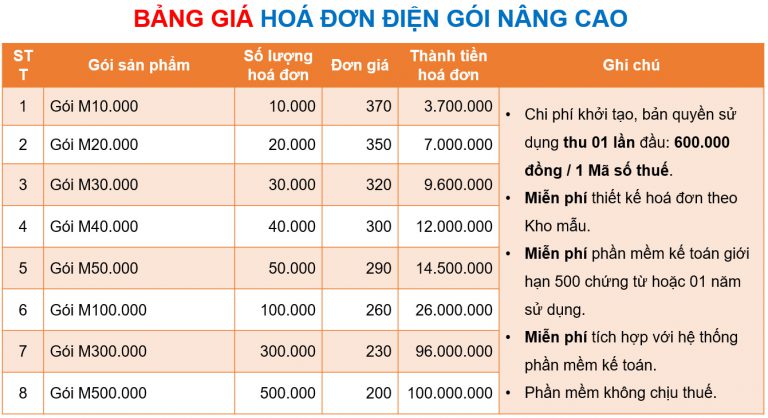 BẢNG GIÁ HOÁ ĐƠN ĐIỆN GÓI NÂNG CAO
STT Gói sản phẩm Số lượng hoá đơn Đơn giá Thành tiền hoá đơn Ghi chú
1 Gói M10.000 10.000 370 3.700.000
2 Gói M20.000 20.000 350 7.000.000
3 Gói M30.000 30.000 320 9.600.000
4 Gói M40.000 40.000 300 12.000.000
5 Gói M50.000 50.000 290 14.500.000
6 Gói M100.000 100.000 260 26.000.000
7 Gói M300.000 300.000 230 96.000.000
8 Gói M500.000 500.000 200 100.000.000
• Chi phí khởi tạo, bản quyền sử
dụng thu 01 lần đầu: 600.000
đồng / 1 Mã số thuế.
• Miễn phí thiết kế hoá đơn theo
Kho mẫu.
• Miễn phí phần mềm kế toán giới
hạn 500 chứng từ hoặc 01 năm
sử dụng.
• Miễn phí tích hợp với hệ thống
phần mềm kế toán.
• Phần mềm không chịu thuế.